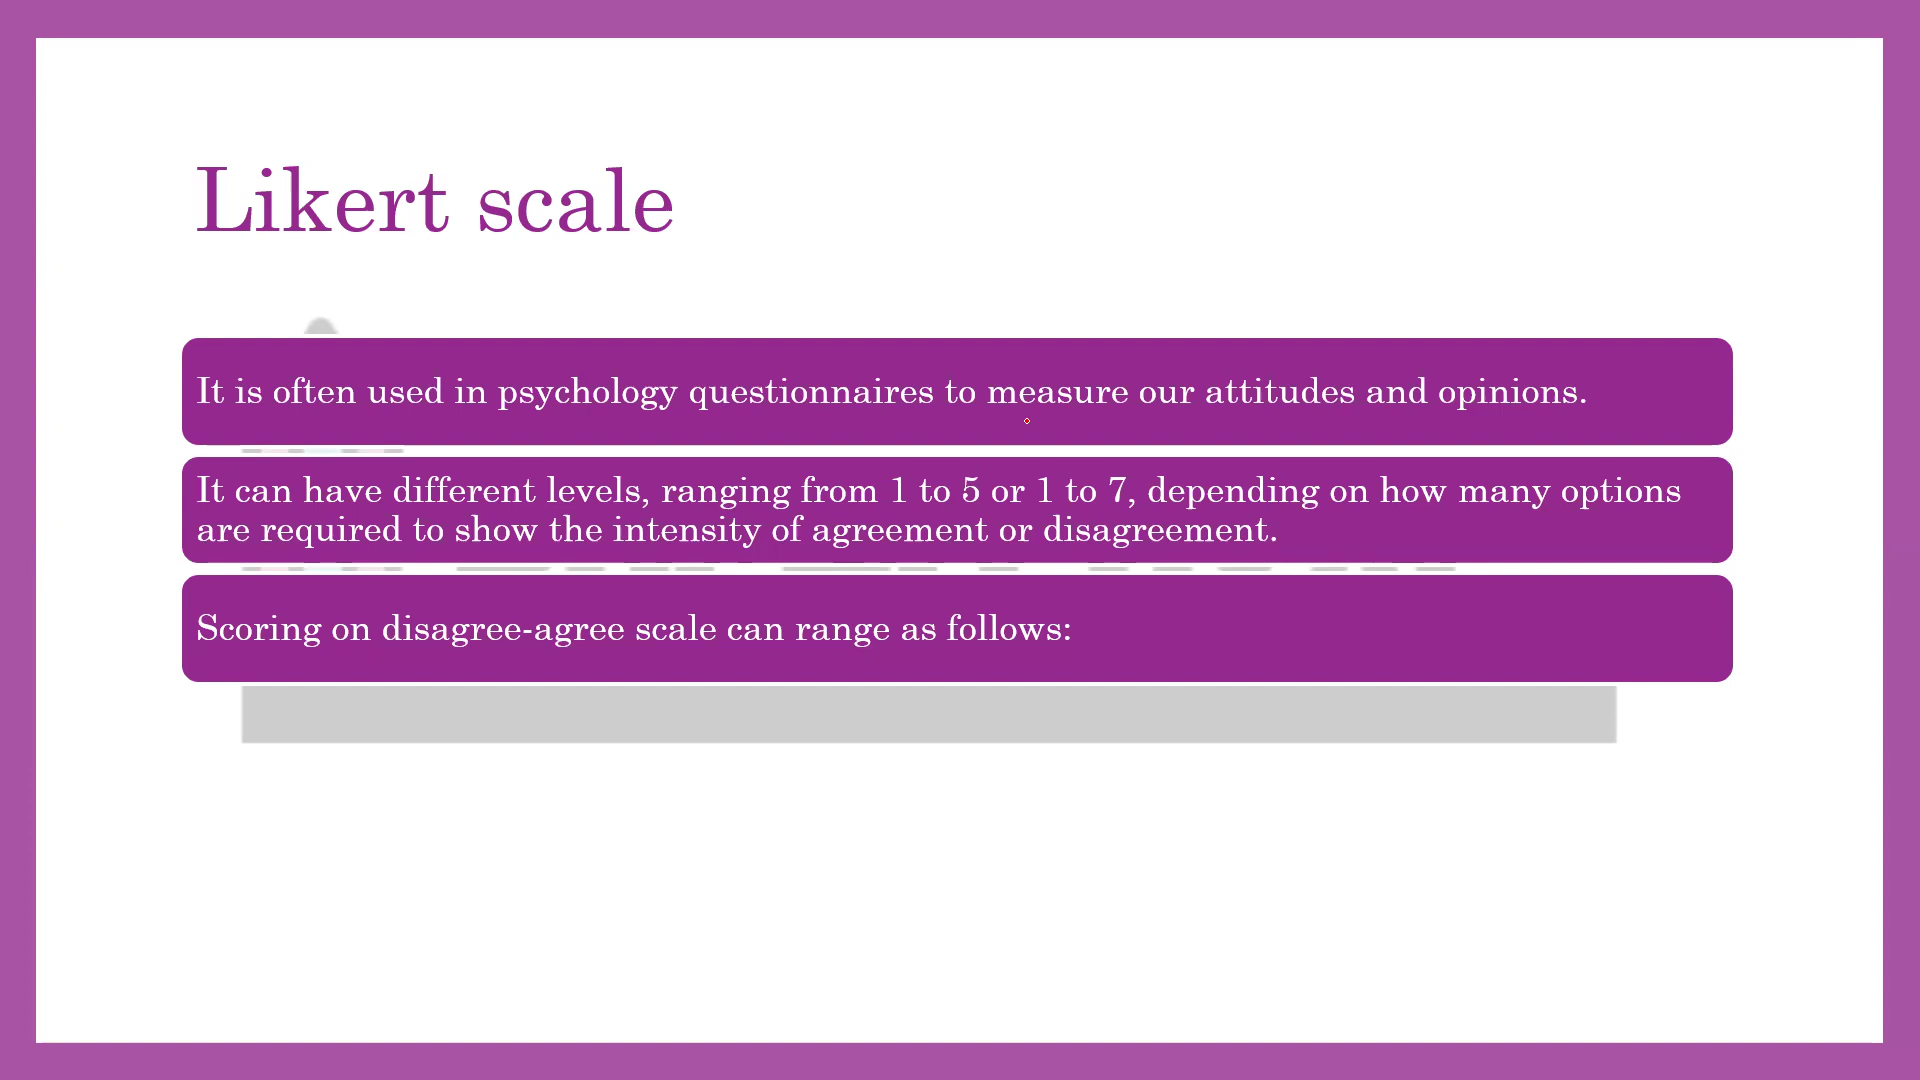 Likert scale
It is often used in psychology questionnaires to measure our attitudes and opinions.
It can have different levels, ranging from 1 to 5 or 1 to 7, depending on how many options
are required to show the intensity of agreement or disagreement.
Scoring on disagree-agree scale can range as follows: